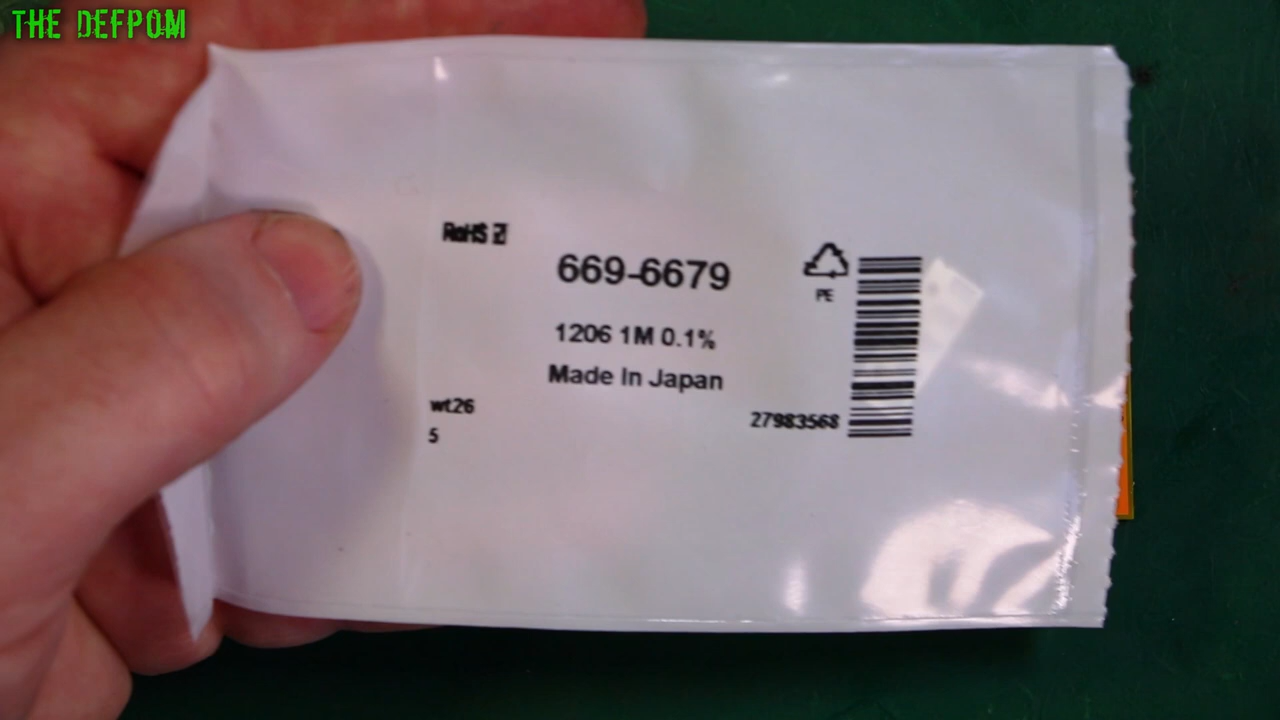 THE DEFPOM
RoHS
669-6679
PE
1206 1M 0.1%
Made In Japan
wt26
5
27983568